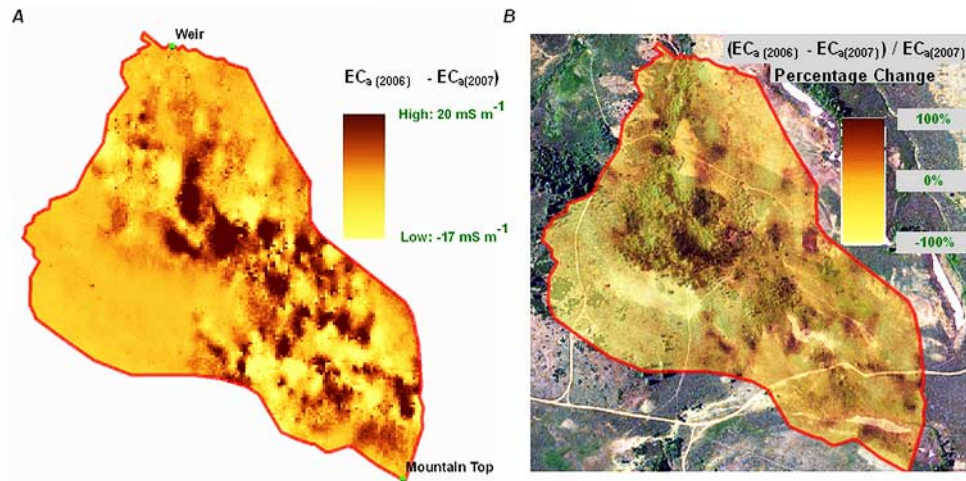 A
Weir
ECa (2006) - ECa(2007)
High: 20 mS m-1
Low: -17 mS m-1
Mountain Top
B
(ECa (2006) - ECa(2007)) / ECa(2007)
Percentage Change
100%
0%
-100%